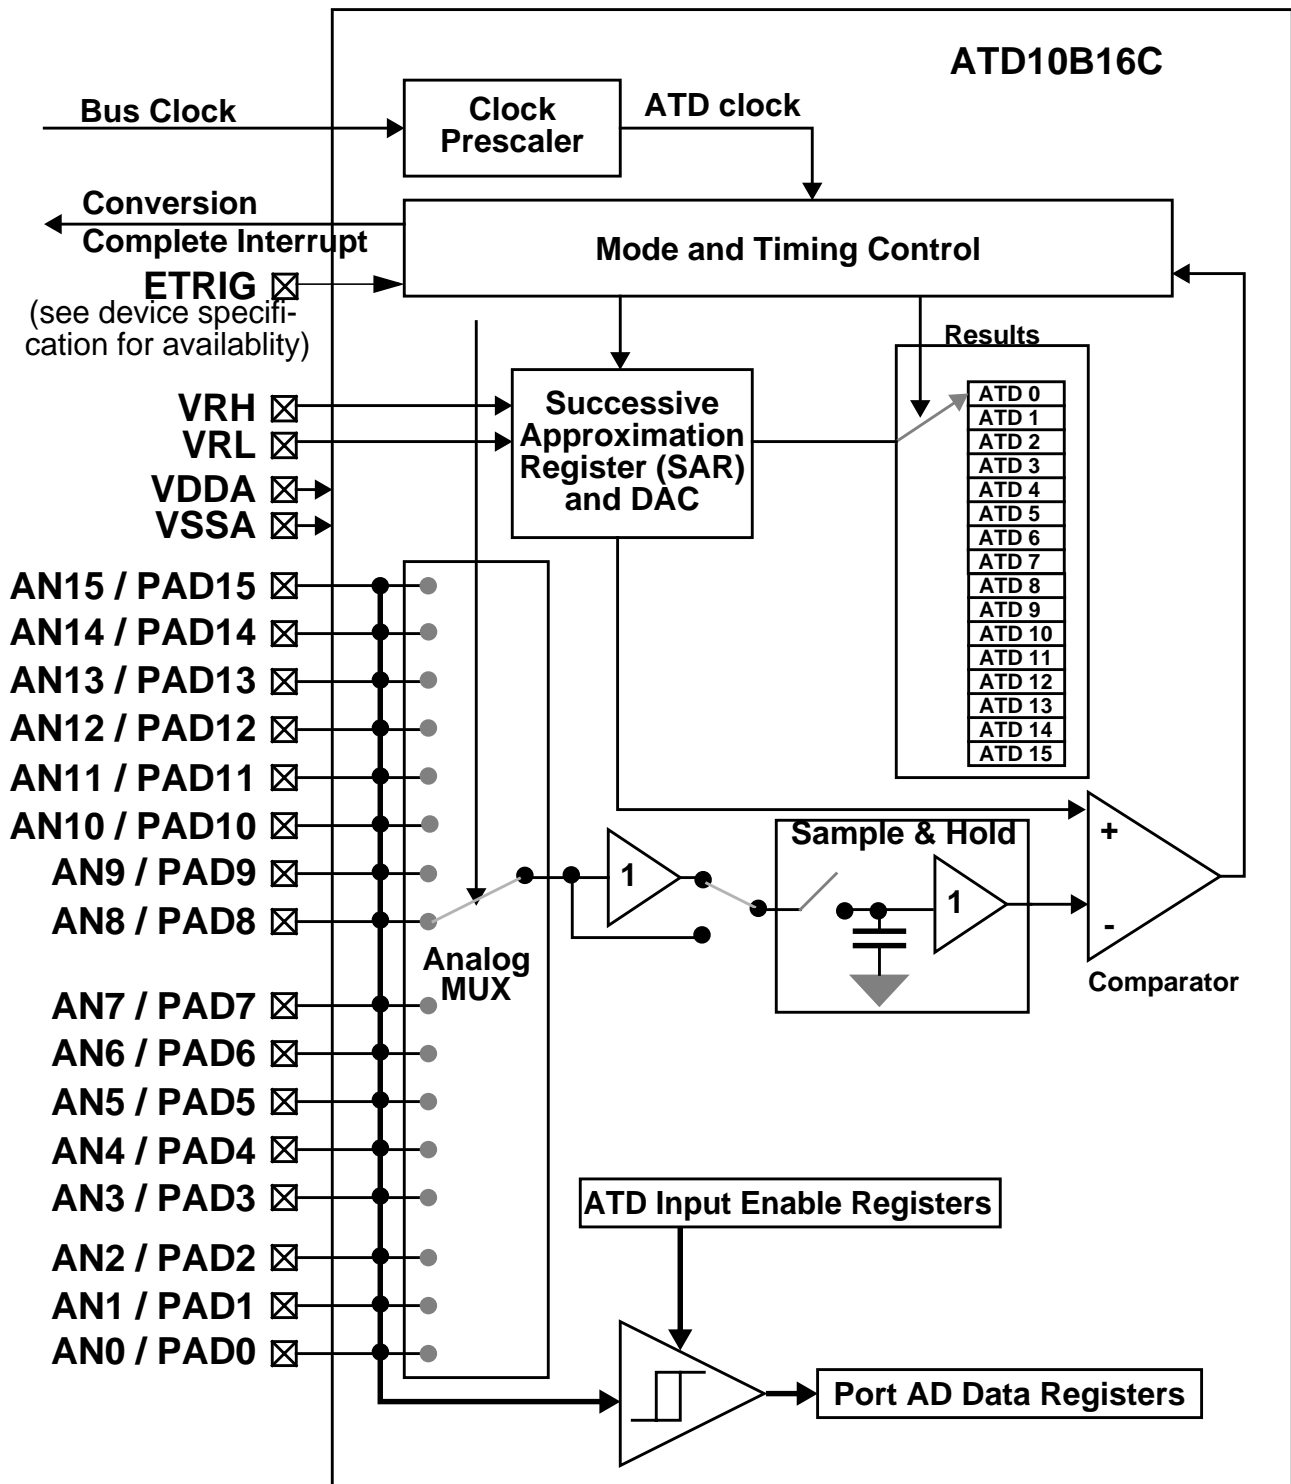 ATD10B16C
Bus Clock
Clock
Prescaler
ATD clock
Conversion
Complete Interrupt
Mode and Timing Control
ETRIG
(see device specifi-
cation for availablity)
Results
VRH
VRL
VDDA
VSSA
Successive
Approximation
Register (SAR)
and DAC
ATD 0
ATD 1
ATD 2
ATD 3
ATD 4
ATD 5
ATD 6
ATD 7
ATD 8
ATD 9
ATD 10
ATD 11
ATD 12
ATD 13
ATD 14
ATD 15
AN15 / PAD15
AN14 / PAD14
AN13 / PAD13
AN12 / PAD12
AN11 / PAD11
AN10 / PAD10
AN9 / PAD9
AN8 / PAD8
AN7 / PAD7
AN6 / PAD6
AN5 / PAD5
AN4 / PAD4
AN3 / PAD3
AN2 / PAD2
AN1 / PAD1
AN0 / PAD0
Analog
MUX
1
Sample & Hold
1
+
-
Comparator
ATD Input Enable Registers
Port AD Data Registers